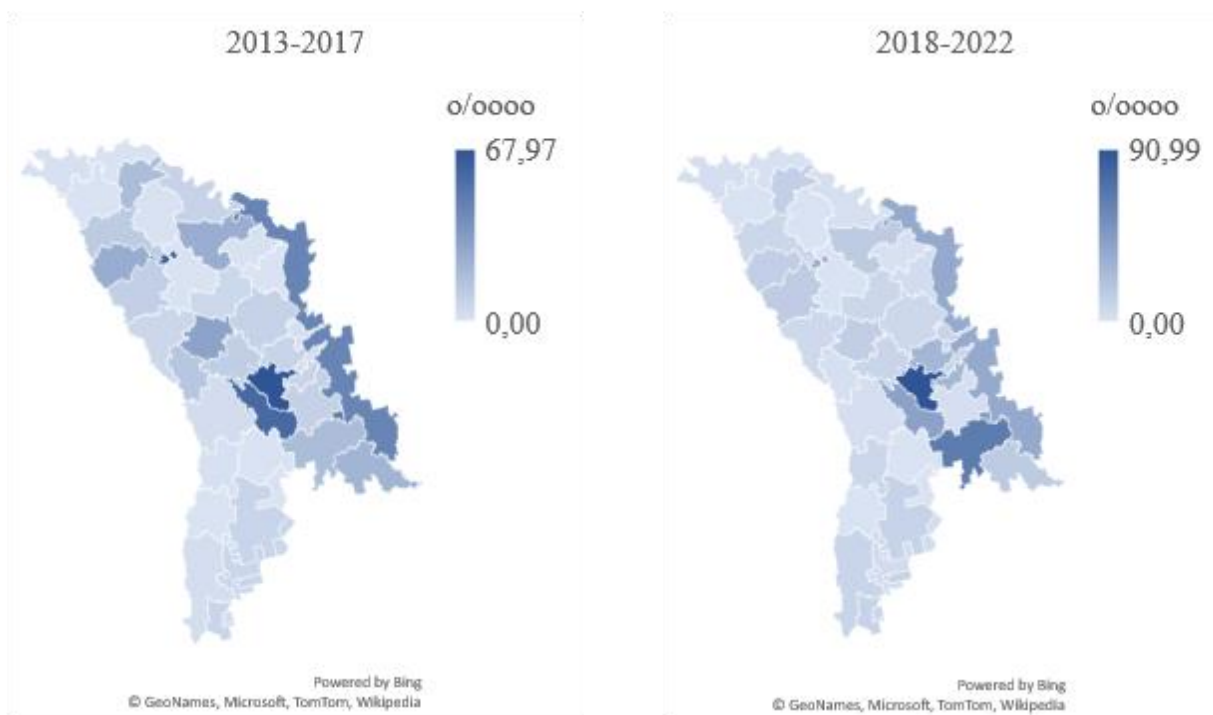 2013-2017
o/oooo
67,97
0,00
Powered by Bing
© GeoNames, Microsoft, TomTom, Wikipedia
2018-2022
o/oooo
90,99
0,00
Powered by Bing
© GeoNames, Microsoft, TomTom, Wikipedia